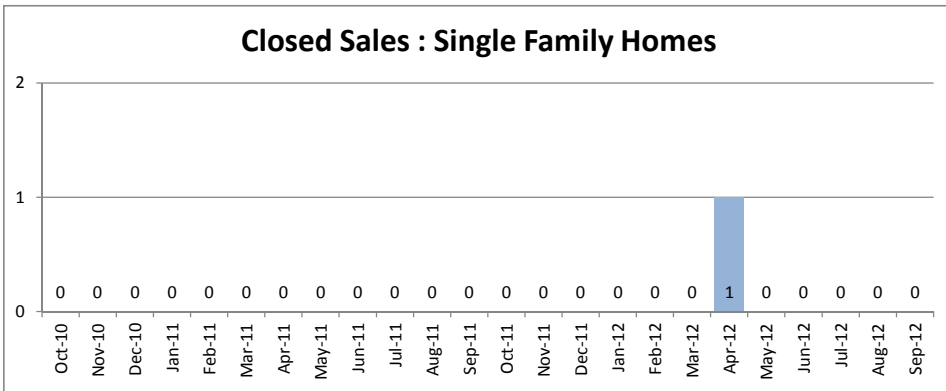 Closed Sales : Single Family Homes
2
1
0
0 0 0 0 0 0 0 0 0 0 0 0 0 0 0 0 0 0 1 0 0 0 0 0
Oct-10 Nov-10 Dec-10 Jan-11 Feb-11 Mar-11 Apr-11 May-11 Jun-11 Jul-11 Aug-11 Sep-11 Oct-11 Nov-11 Dec-11 Jan-12 Feb-12 Mar-12 Apr-12 May-12 Jun-12 Jul-12 Aug-12 Sep-12